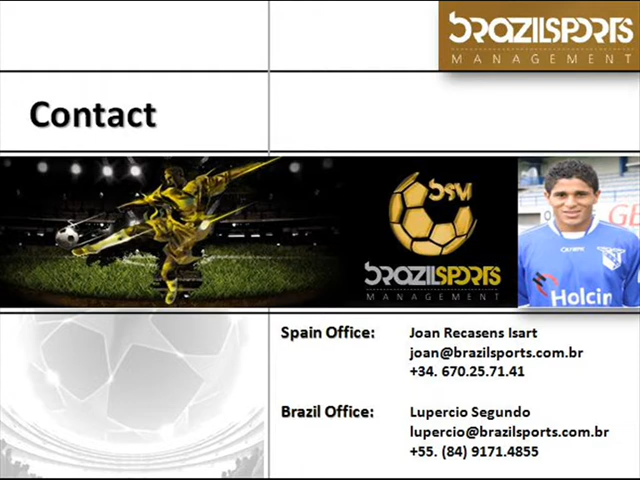 BRAZILSPORTS
MANAGEMENT
Contact
BSM
BRAZILSPORTS
MANAGEMENT
Holcim
Spain Office: Joan Recasens Isart
joan@brazilsports.com.br
+34. 670.25.71.41
Brazil Office: Lupercio Segundo
lupercio@brazilsports.com.br
+55. (84) 9171.4855